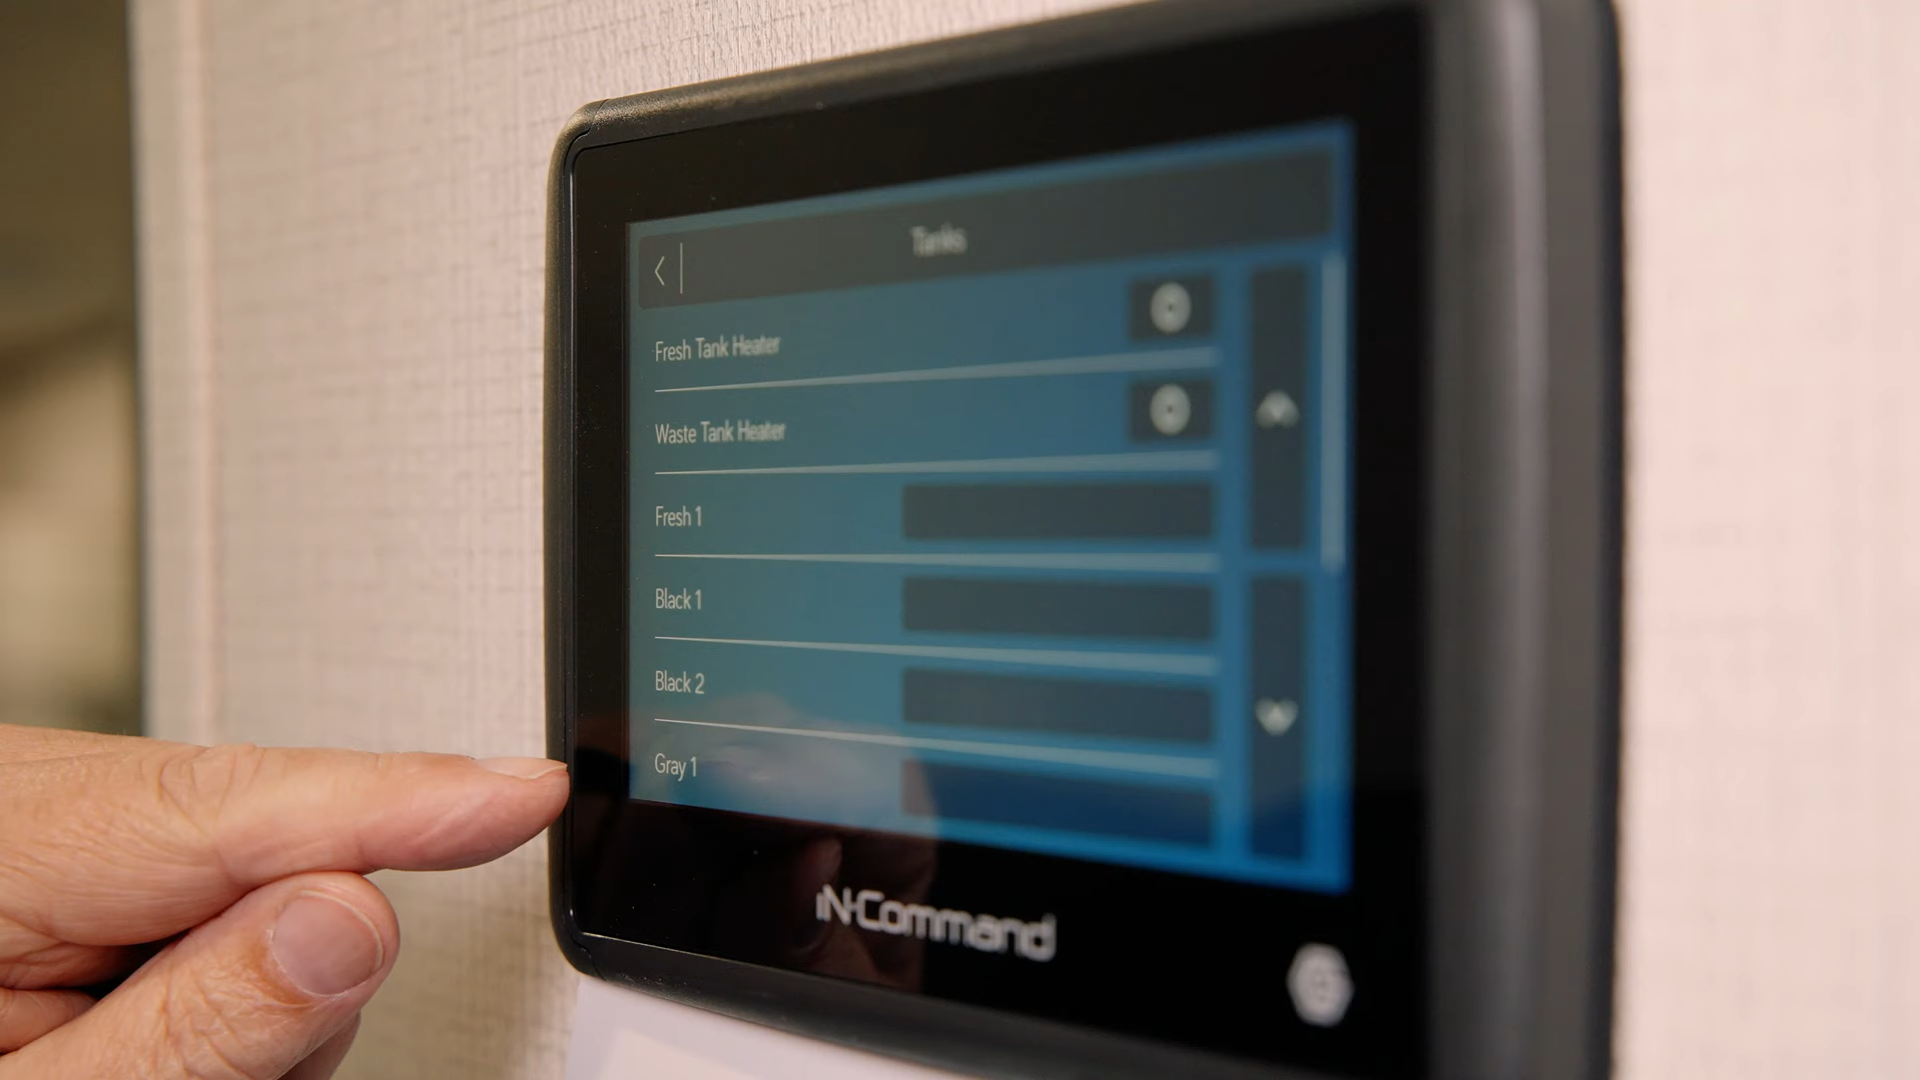 Tanks
Fresh Tank Heater
Waste Tank Heater
Fresh 1
Black 1
Black 2
Gray 1
iN·Command